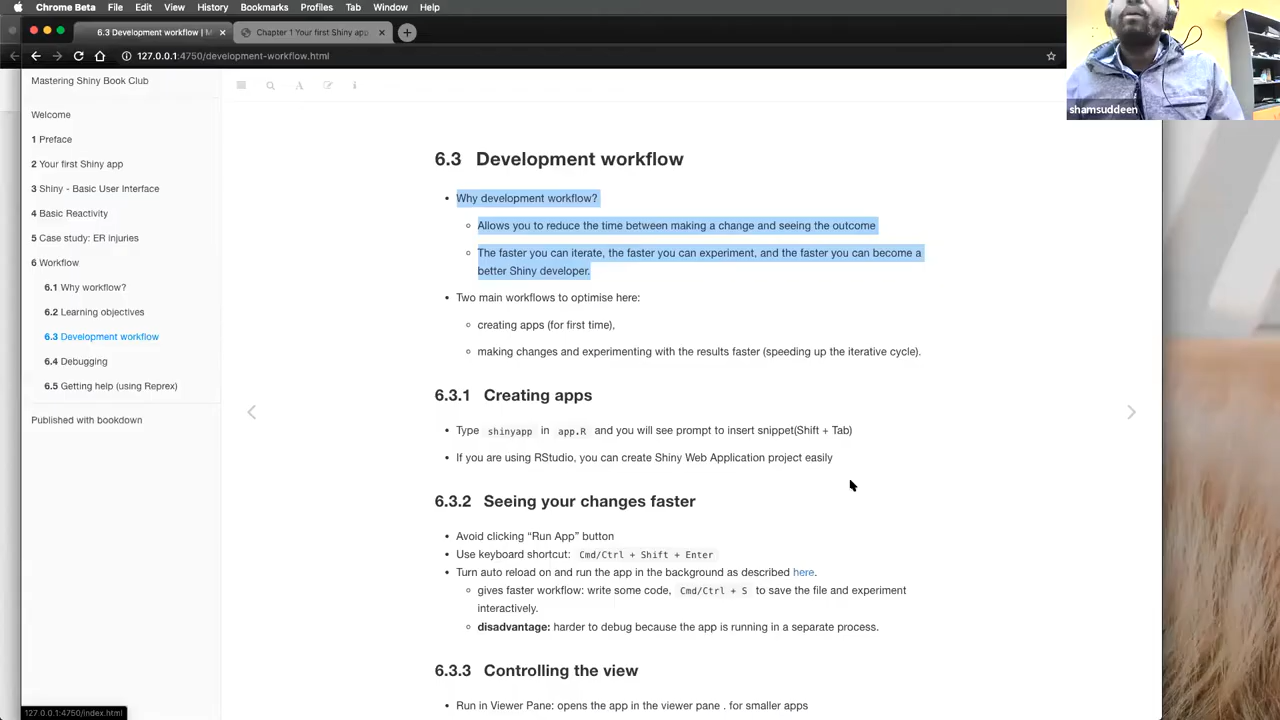 Chrome Beta File Edit View History Bookmarks Profiles Tab Window Help
6.3 Development workflow | M
Chapter 1 Your first Shiny app
127.0.0.1:4750/development-workflow.html
shamsuddeen
Mastering Shiny Book Club
Welcome
1 Preface
2 Your first Shiny app
3 Shiny - Basic User Interface
4 Basic Reactivity
5 Case study: ER injuries
6 Workflow
6.1 Why workflow?
6.2 Learning objectives
6.3 Development workflow
6.4 Debugging
6.5 Getting help (using Reprex)
Published with bookdown
6.3 Development workflow
Why development workflow?
Allows you to reduce the time between making a change and seeing the outcome
The faster you can iterate, the faster you can experiment, and the faster you can become a
better Shiny developer.
Two main workflows to optimise here:
creating apps (for first time),
making changes and experimenting with the results faster (speeding up the iterative cycle).
6.3.1 Creating apps
Type shinyapp in app.R and you will see prompt to insert snippet(Shift + Tab)
If you are using RStudio, you can create Shiny Web Application project easily
6.3.2 Seeing your changes faster
Avoid clicking “Run App” button
Use keyboard shortcut: Cmd/Ctrl + Shift + Enter
Turn auto reload on and run the app in the background as described here.
gives faster workflow: write some code, Cmd/Ctrl + S to save the file and experiment
interactively.
disadvantage: harder to debug because the app is running in a separate process.
6.3.3 Controlling the view
Run in Viewer Pane: opens the app in the viewer pane . for smaller apps
127.0.0.1:4750/index.html